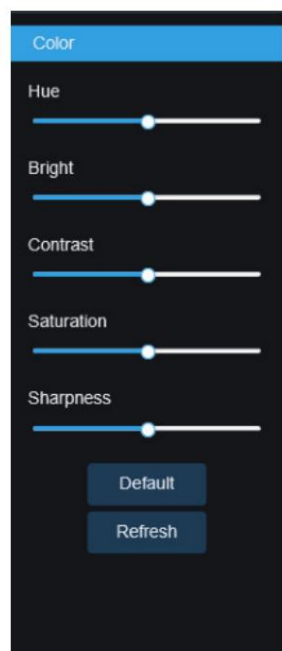 Color
Hue
Bright
Contrast
Saturation
Sharpness
Default
Refresh